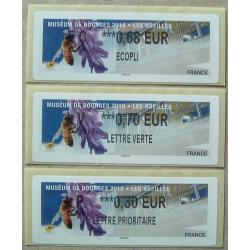 MUSÉUM DE BOURGES 2016 - LES ABEILLES
***0,68 EUR
ECOPLI
FRANCE
MUSÉUM DE BOURGES 2016 - LES ABEILLES
V ***0,70 EUR
LETTRE VERTE
FRANCE
MUSÉUM DE BOURGES 2016 - LES ABEILLES
P ***0,80 EUR
LETTRE PRIORITAIRE
FRANCE